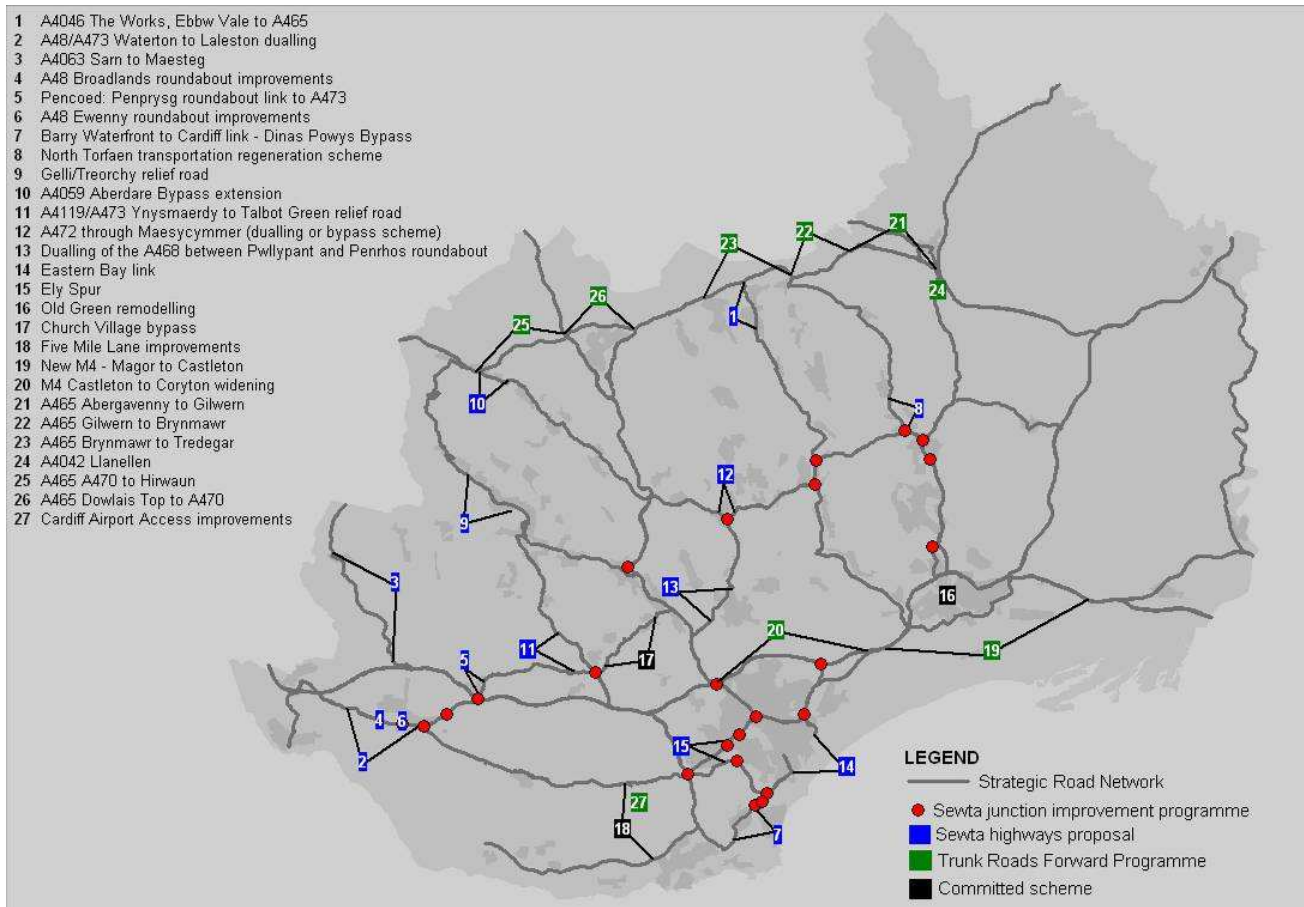 1 A4046 The Works, Ebbw Vale to A465
2 A48/A473 Waterton to Laleston dualling
3 A4063 Sarn to Maesteg
4 A48 Broadlands roundabout improvements
5 Pencoed: Penprysg roundabout link to A473
6 A48 Ewenny roundabout improvements
7 Barry Waterfront to Cardiff link - Dinas Powys Bypass
8 North Torfaen transportation regeneration scheme
9 Gelli/Treorchy relief road
10 A4059 Aberdare Bypass extension
11 A4119/A473 Ynysmaerdy to Talbot Green relief road
12 A472 through Maesycymmer (dualling or bypass scheme)
13 Dualling of the A468 between Pwllypant and Penrhos roundabout
14 Eastern Bay link
15 Ely Spur
16 Old Green remodelling
17 Church Village bypass
18 Five Mile Lane improvements
19 New M4 - Magor to Castleton
20 M4 Castleton to Coryton widening
21 A465 Abergavenny to Gilwern
22 A465 Gilwern to Brynmawr
23 A465 Brynmawr to Tredegar
24 A4042 Llanellen
25 A465 A470 to Hirwaun
26 A465 Dowlais Top to A470
27 Cardiff Airport Access improvements
21
22
23
24
26
1
25
10
8
12
9
3
13
16
20
19
11
17
5
4
6
15
2
14
27
18
7
LEGEND
Strategic Road Network
Sewta junction improvement programme
Sewta highways proposal
Trunk Roads Forward Programme
Committed scheme